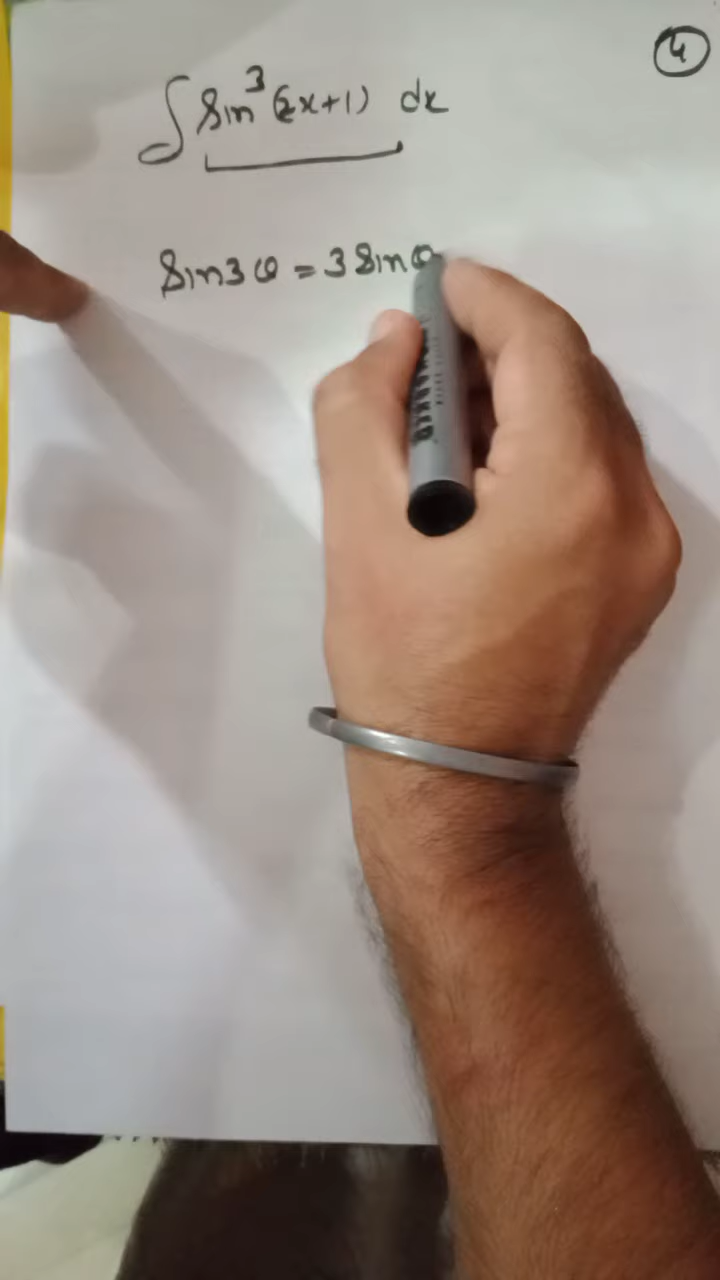 4
∫ sin³ (2x+1) dx
sin3θ = 3 sinθ